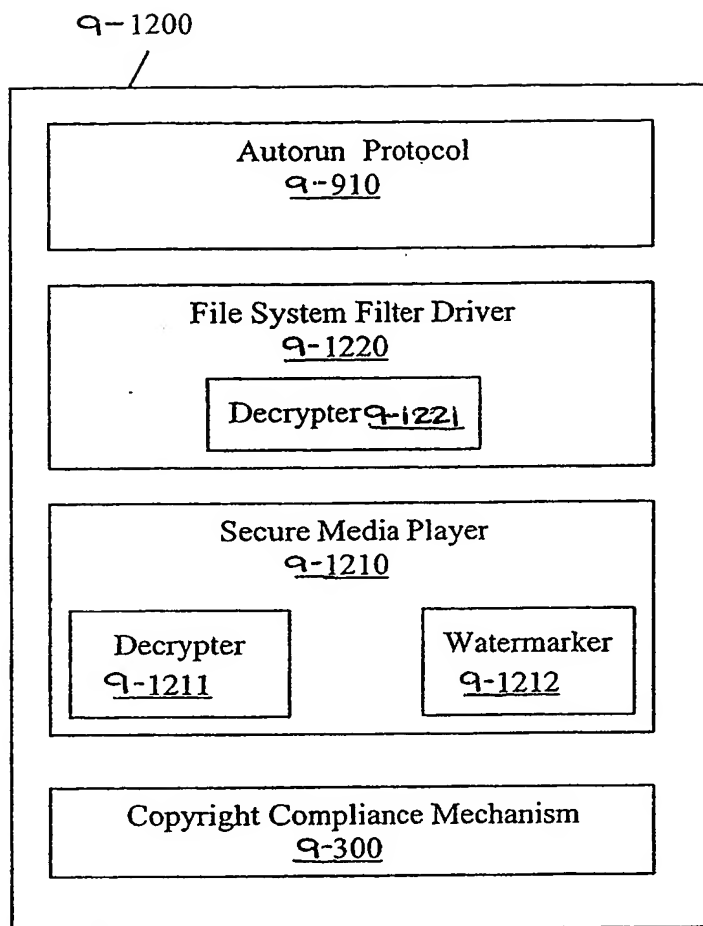 9-1200
Autorun Protocol
9-910
File System Filter Driver
9-1220
Decrypter 9-1221
Secure Media Player
9-1210
Decrypter
9-1211
Watermarker
9-1212
Copyright Compliance Mechanism
9-300